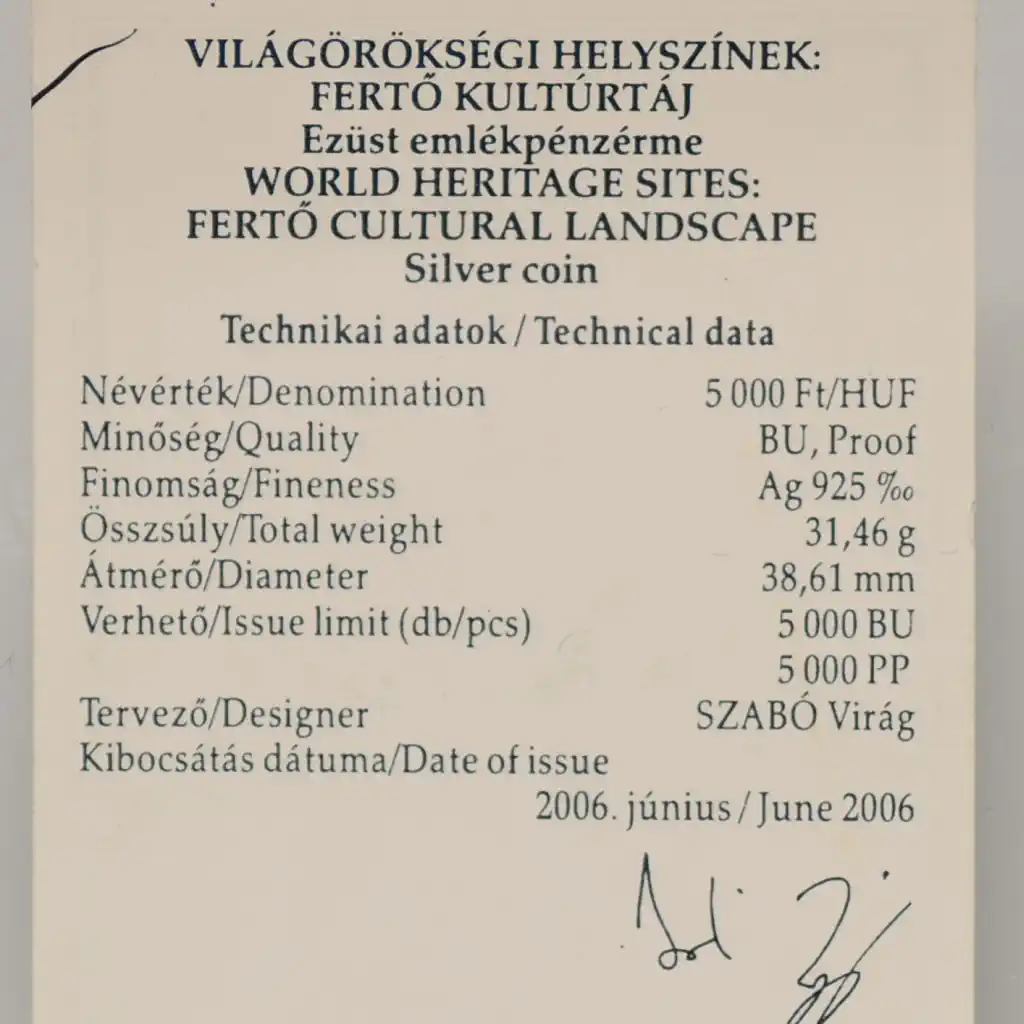 VILÁGÖRÖKSÉGI HELYSZÍNEK:
FERTŐ KULTÚRTÁJ
Ezüst emlékpénzérme
WORLD HERITAGE SITES:
FERTŐ CULTURAL LANDSCAPE
Silver coin
Technikai adatok / Technical data
Névérték/Denomination 5 000 Ft/HUF
Minőség/Quality BU, Proof
Finomság/Fineness Ag 925 ‰
Összsúly/Total weight 31,46 g
Átmérő/Diameter 38,61 mm
Verhető/Issue limit (db/pcs) 5 000 BU
5 000 PP
Tervező/Designer SZABÓ Virág
Kibocsátás dátuma/Date of issue
2006. június / June 2006